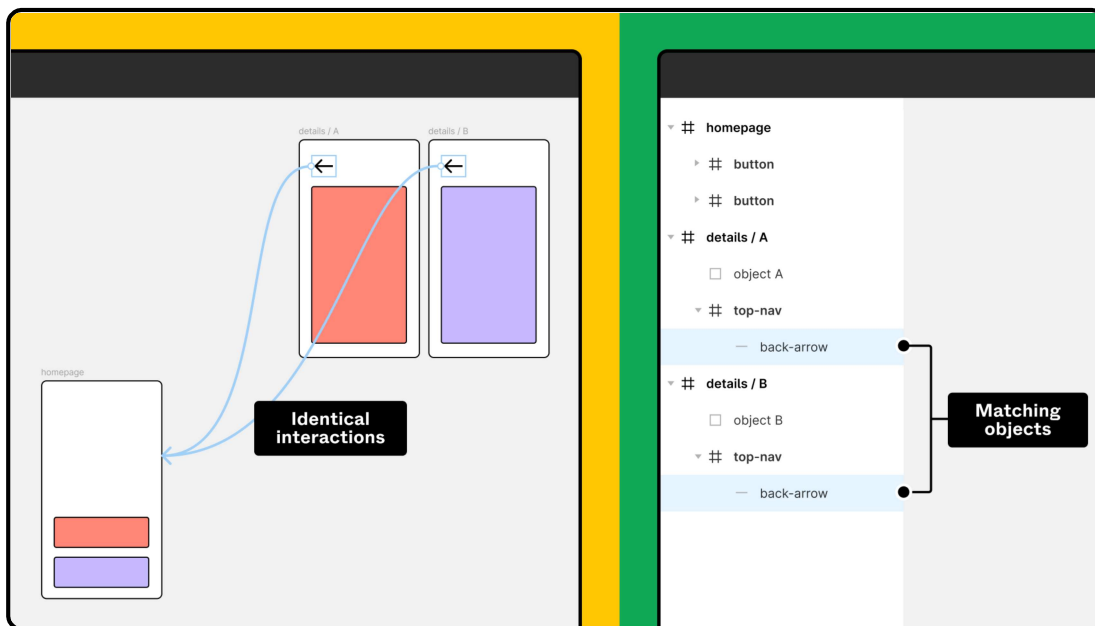 details / A
details / B
homepage
Identical
interactions
homepage
button
button
details / A
object A
top-nav
back-arrow
details / B
object B
top-nav
back-arrow
Matching
objects